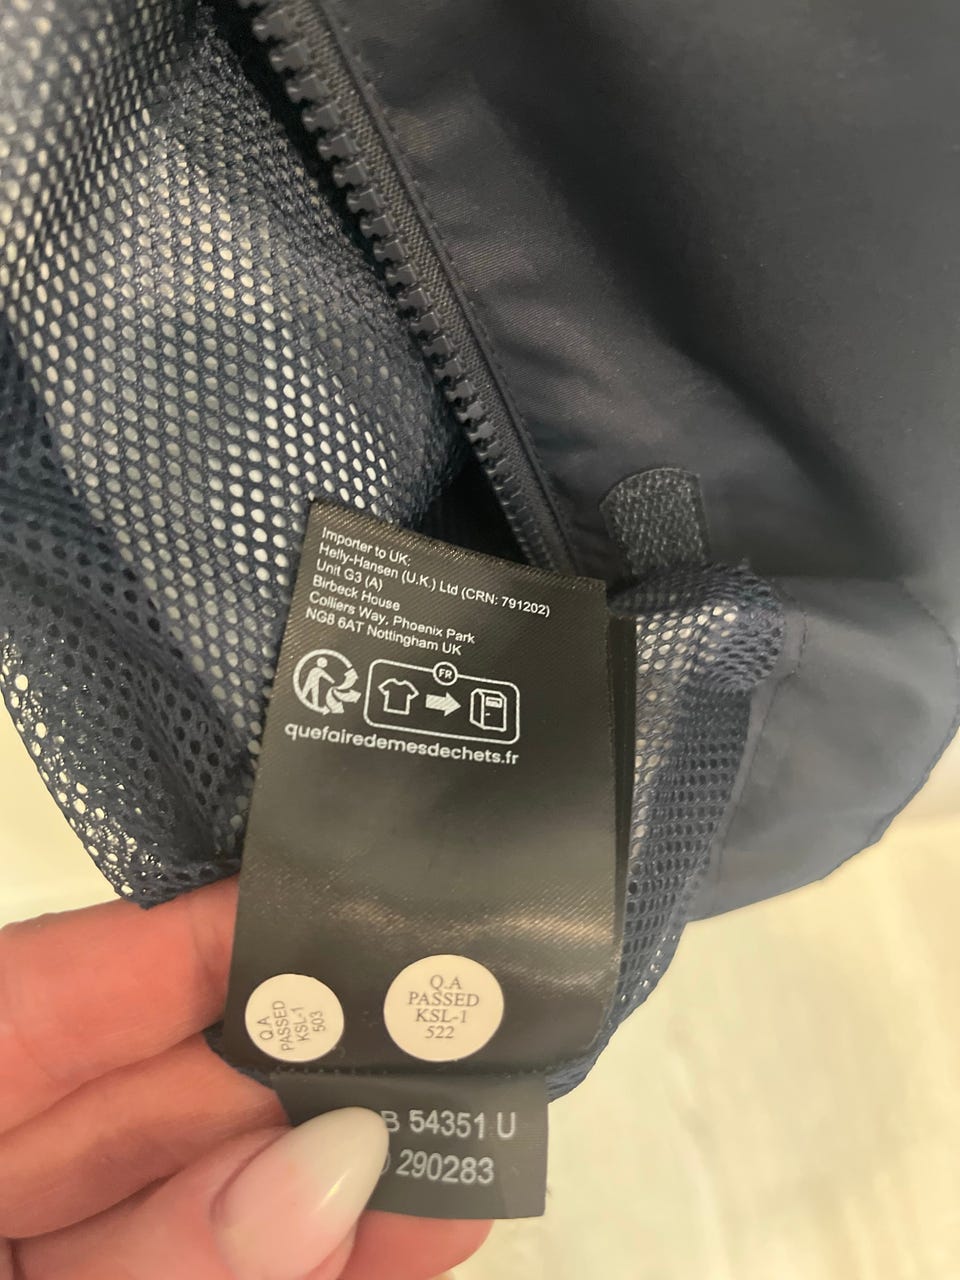 Importer to UK:
Helly-Hansen (U.K.) Ltd (CRN: 791202)
Unit G3 (A)
Birbeck House
Colliers Way, Phoenix Park
NG8 6AT Nottingham UK
FR
quefairedemesdechets.fr
Q.A
PASSED
KSL-1
503
Q.A
PASSED
KSL-1
522
B 54351 U
290283